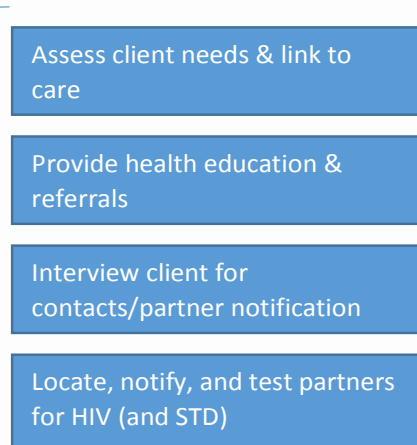 Assess client needs & link to
care
Provide health education &
referrals
Interview client for
contacts/partner notification
Locate, notify, and test partners
for HIV (and STD)